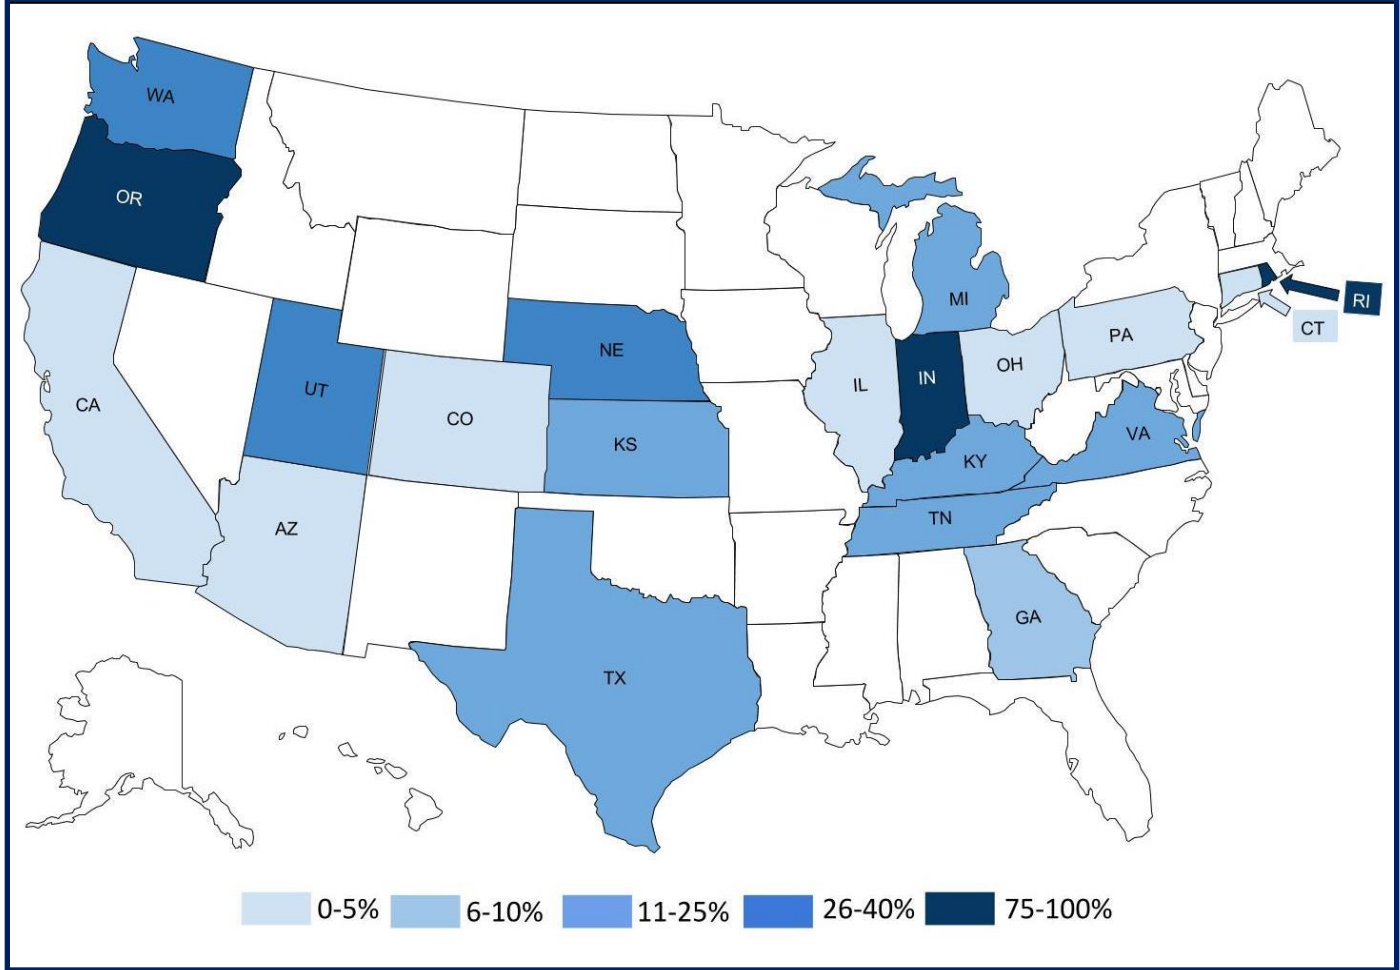 WA
OR
MI
RI
CT
PA
NE
OH
IL
IN
UT
CA
CO
VA
KS
KY
TN
AZ
GA
TX
0-5%
6-10%
11-25%
26-40%
75-100%